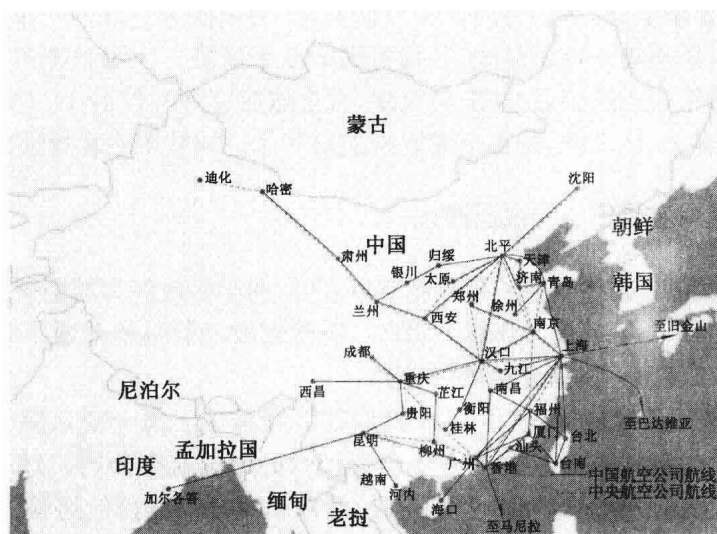 蒙古
迪化
哈密
沈阳
朝鲜
中国
肃州
归绥
北平
天津
银川
太原
济南
青岛
韩国
兰州
郑州
徐州
西安
南京
至旧金山
成都
汉口
上海
九江
尼泊尔
西昌
重庆
芷江
南昌
贵阳
衡阳
福州
至巴达维亚
桂林
厦门
台北
孟加拉国
昆明
柳州
汕头
广州
香港
台南
印度
越南
中国航空公司航线
加尔各答
缅甸
河内
海口
中央航空公司航线
老挝
至马尼拉